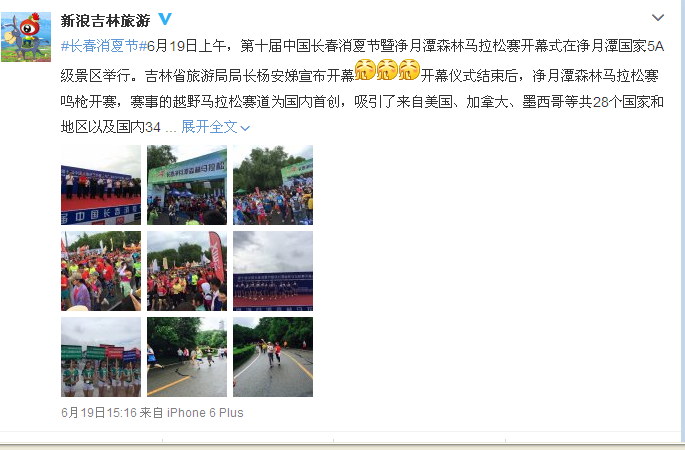 新浪吉林旅游
#长春消夏节#6月19日上午，第十届中国长春消夏节暨净月潭森林马拉松赛开幕式在净月潭国家5A
级景区举行。吉林省旅游局局长杨安娣宣布开幕开幕仪式结束后，净月潭森林马拉松赛
鸣枪开赛，赛事的越野马拉松赛道为国内首创，吸引了来自美国、加拿大、墨西哥等共28个国家和
地区以及国内34 ... 展开全文
届中国长春消夏
6月19日15:16 来自 iPhone 6 Plus